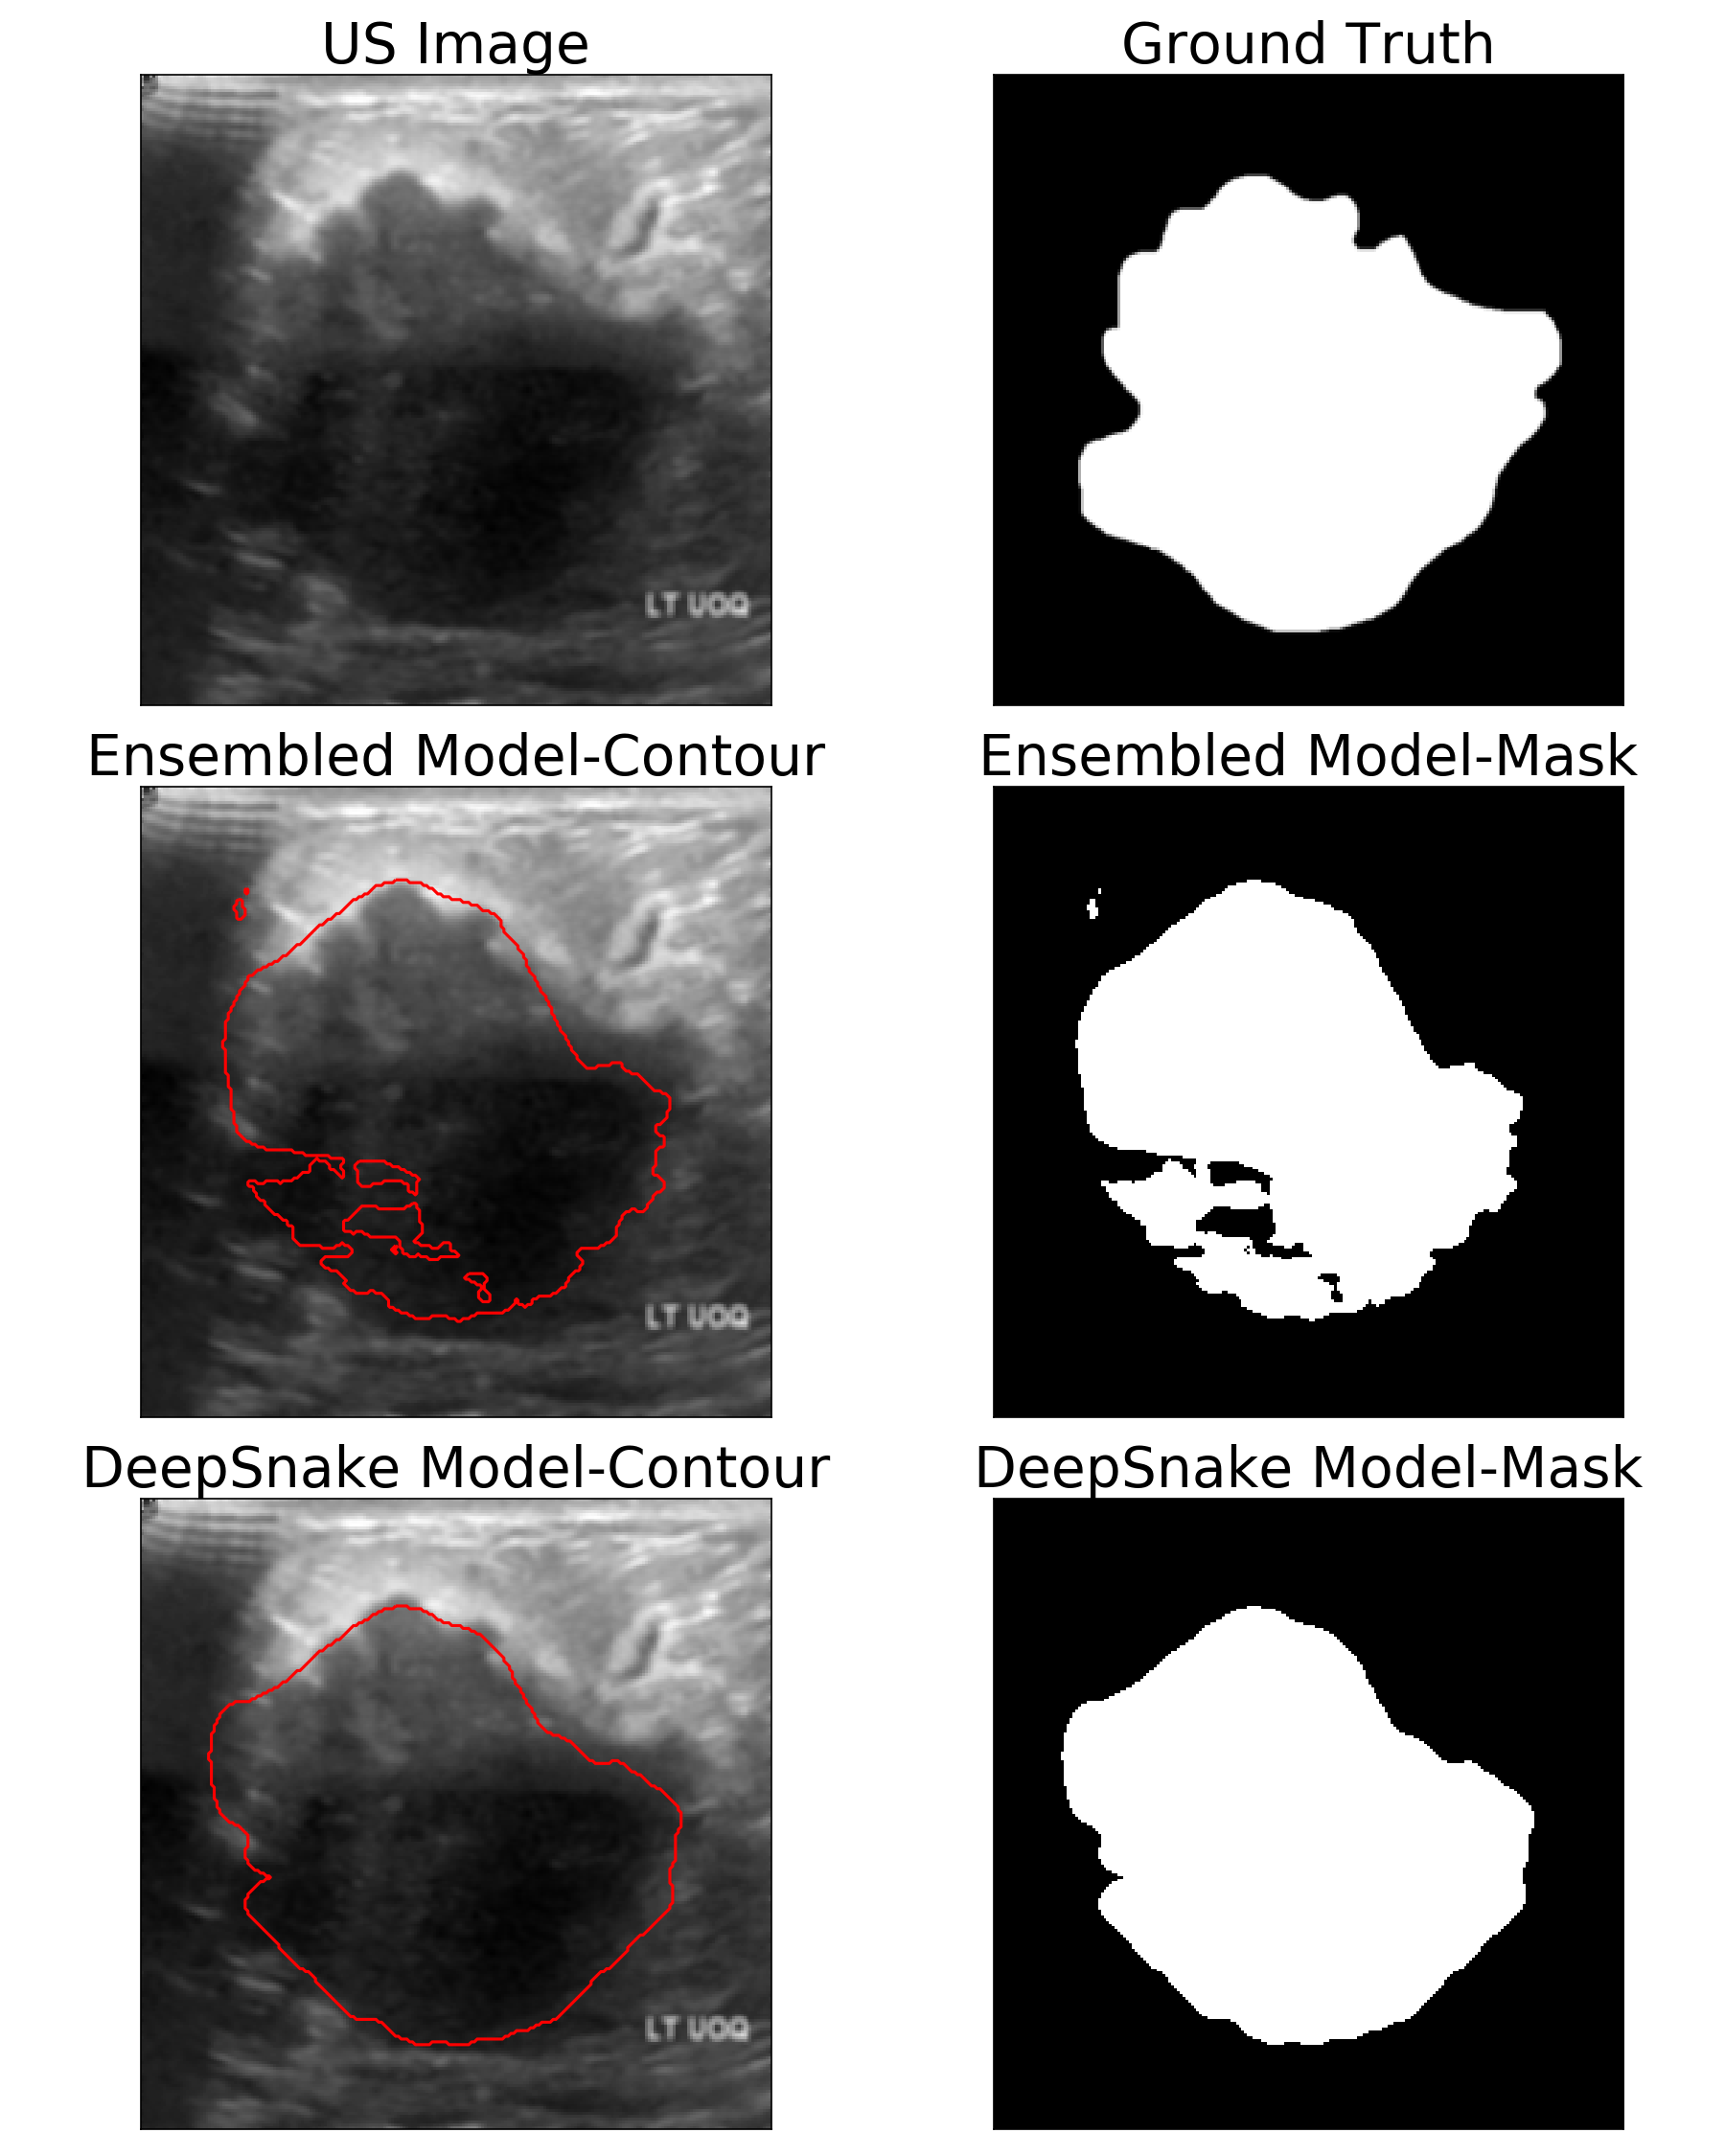 US Image
Ground Truth
LT UOQ
Ensembled Model-Contour
Ensembled Model-Mask
LT UOQ
DeepSnake Model-Contour
DeepSnake Model-Mask
LT UOQ